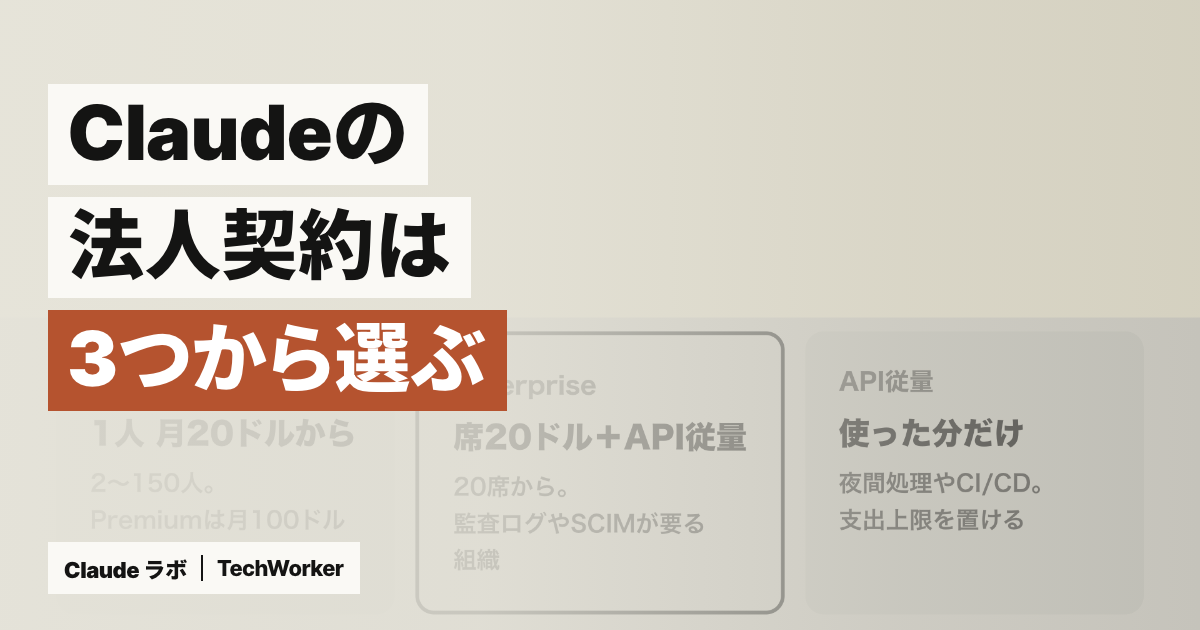 Claudeの
法人契約は
3つから選ぶ
1人 月20ドルから
2〜150人。
Premiumは月100ドル
erprise
席20ドル＋API従量
20席から。
監査ログやSCIMが要る
組織
API従量
使った分だけ
夜間処理やCI/CD。
支出上限を置ける
Claude ラボ | TechWorker